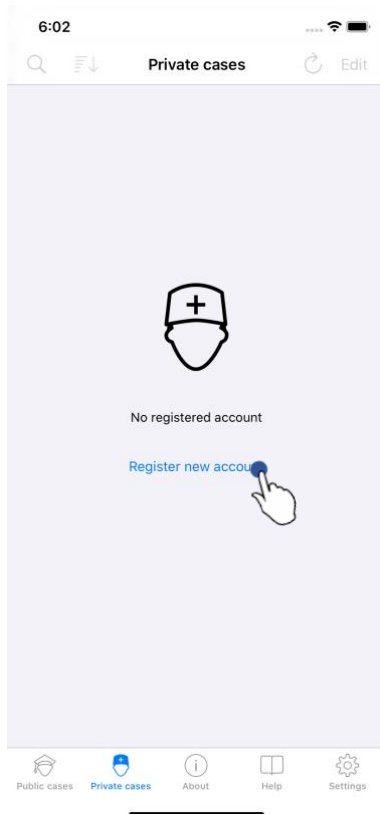 6:02
Private cases
Edit
No registered account
Register new accou
Public cases
Private cases
About
Help
Settings